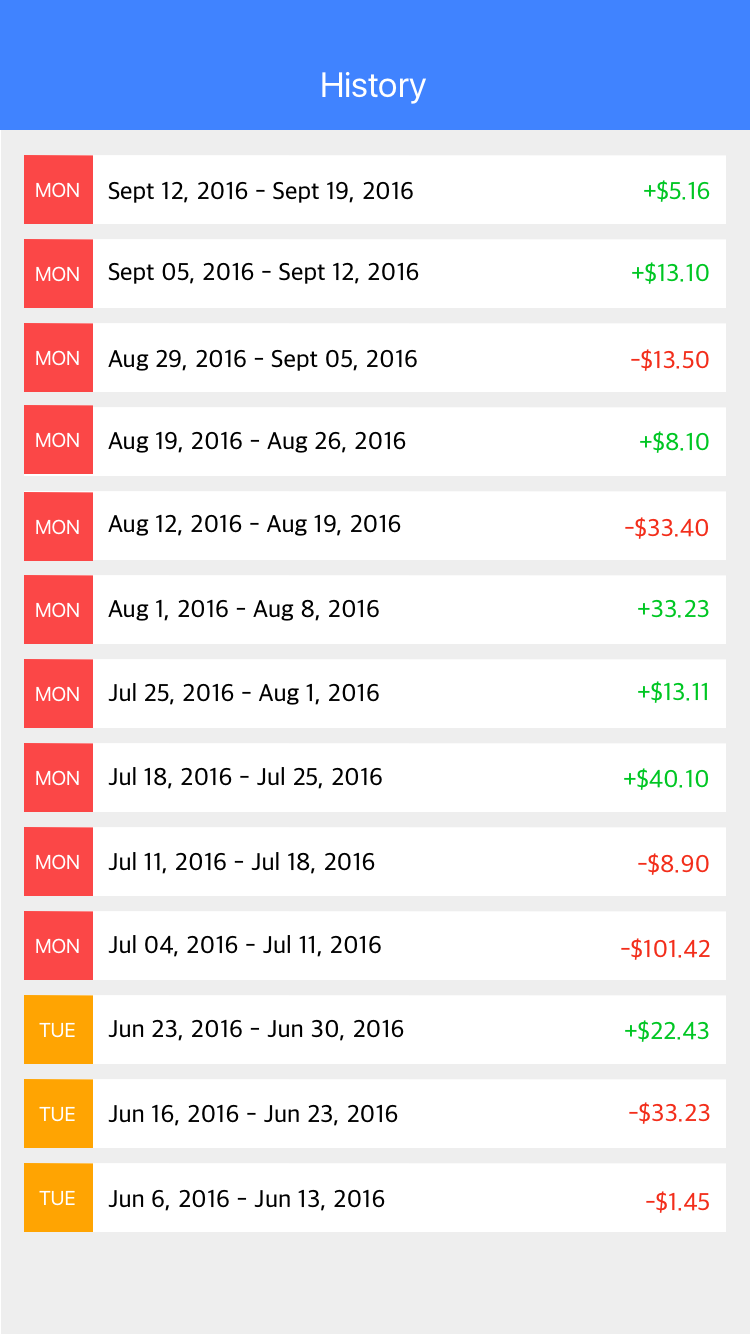 History
MON Sept 12, 2016 - Sept 19, 2016 +$5.16
MON Sept 05, 2016 - Sept 12, 2016 +$13.10
MON Aug 29, 2016 - Sept 05, 2016 -$13.50
MON Aug 19, 2016 - Aug 26, 2016 +$8.10
MON Aug 12, 2016 - Aug 19, 2016 -$33.40
MON Aug 1, 2016 - Aug 8, 2016 +33.23
MON Jul 25, 2016 - Aug 1, 2016 +$13.11
MON Jul 18, 2016 - Jul 25, 2016 +$40.10
MON Jul 11, 2016 - Jul 18, 2016 -$8.90
MON Jul 04, 2016 - Jul 11, 2016 -$101.42
TUE Jun 23, 2016 - Jun 30, 2016 +$22.43
TUE Jun 16, 2016 - Jun 23, 2016 -$33.23
TUE Jun 6, 2016 - Jun 13, 2016 -$1.45